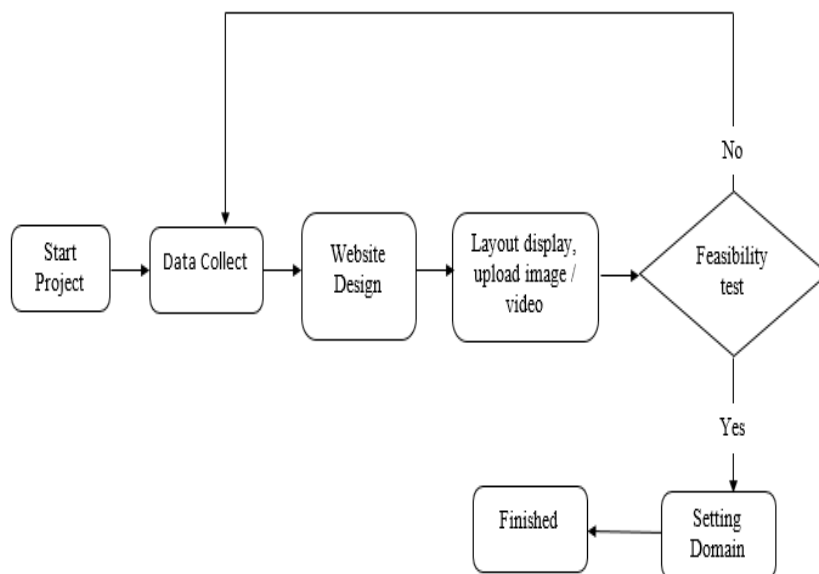 No
Start
Project
Data Collect
Website
Design
Layout display,
upload image /
video
Feasibility
test
Yes
Setting
Domain
Finished